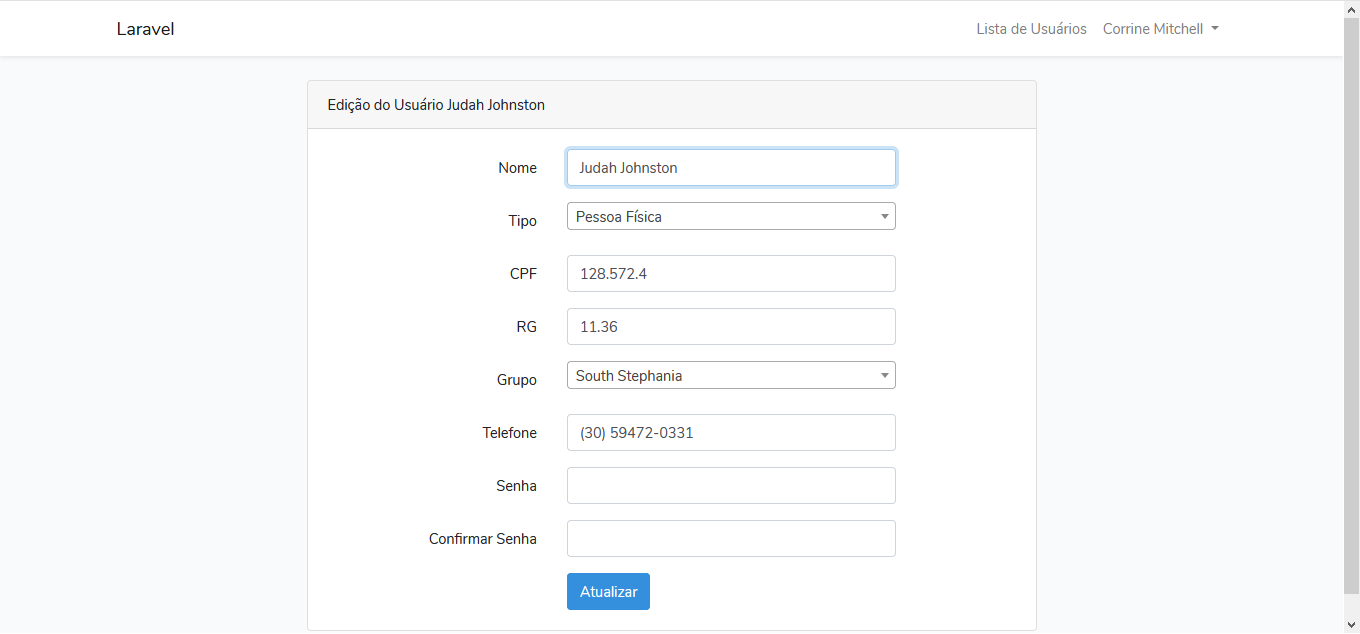 Laravel
Lista de Usuários
Corrine Mitchell
Edição do Usuário Judah Johnston
Nome
Judah Johnston
Tipo
Pessoa Física
CPF
128.572.4
RG
11.36
Grupo
South Stephania
Telefone
(30) 59472-0331
Senha
Confirmar Senha
Atualizar